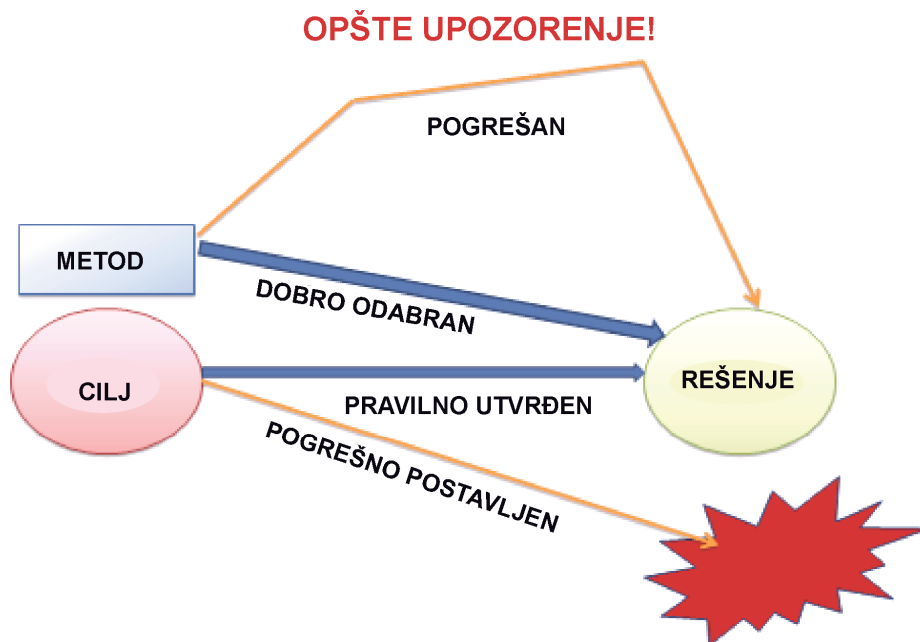 OPŠTE UPOZORENJE!
POGREŠAN
METOD
DOBRO ODABRAN
CILJ
REŠENJE
PRAVILNO UTVRĐEN
POGREŠNO POSTAVLJEN